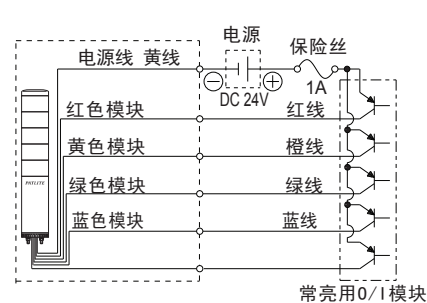 电源
电源线 黄线
保险丝
DC 24V
1A
红色模块
红线
黄色模块
橙线
绿色模块
绿线
PATLITE
蓝色模块
蓝线
常亮用O/I模块